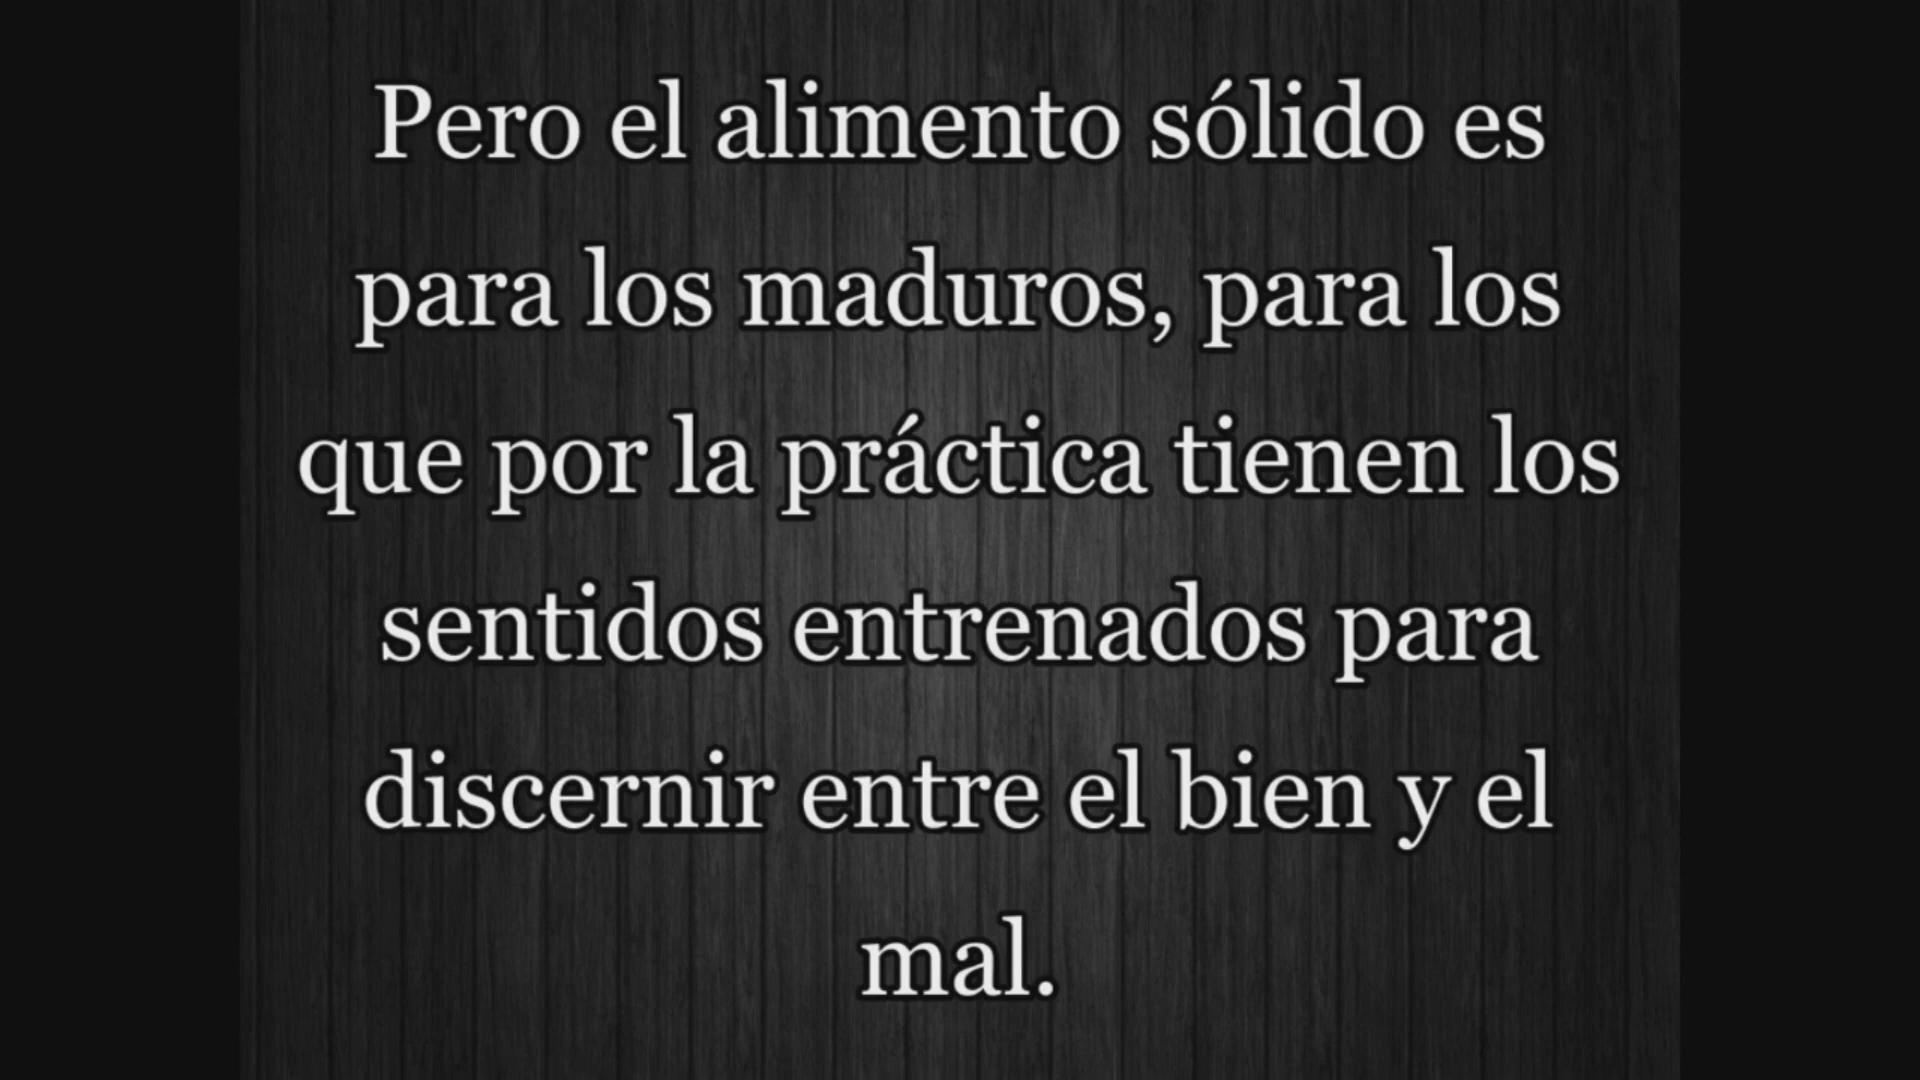 Pero el alimento sólido es
para los maduros, para los
que por la práctica tienen los
sentidos entrenados para
discernir entre el bien y el
mal.